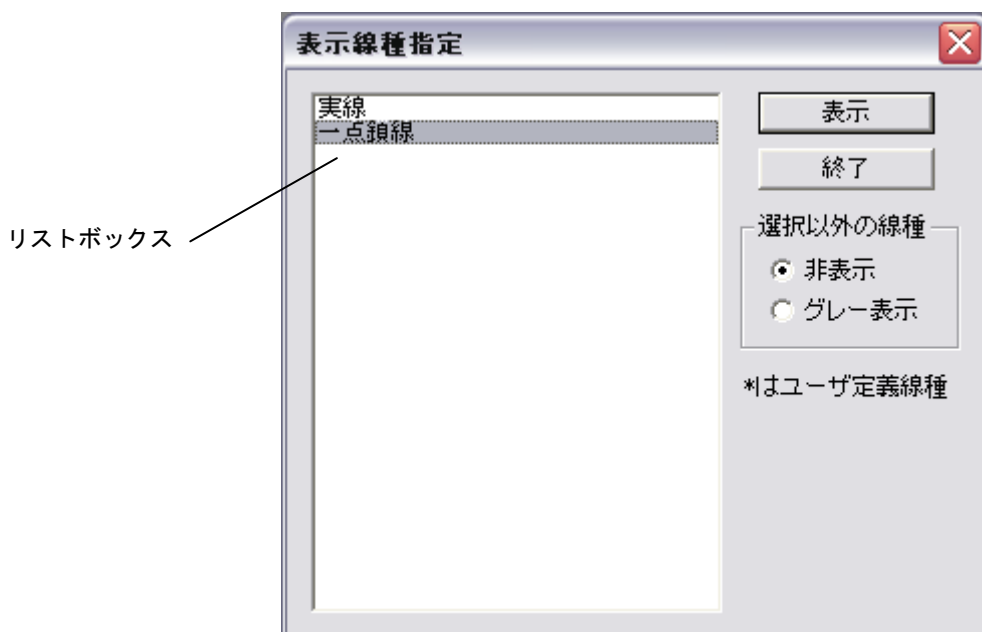 表示線種指定
実線
一点鎖線
表示
終了
リストボックス
選択以外の線種
非表示
グレー表示
*はユーザ定義線種